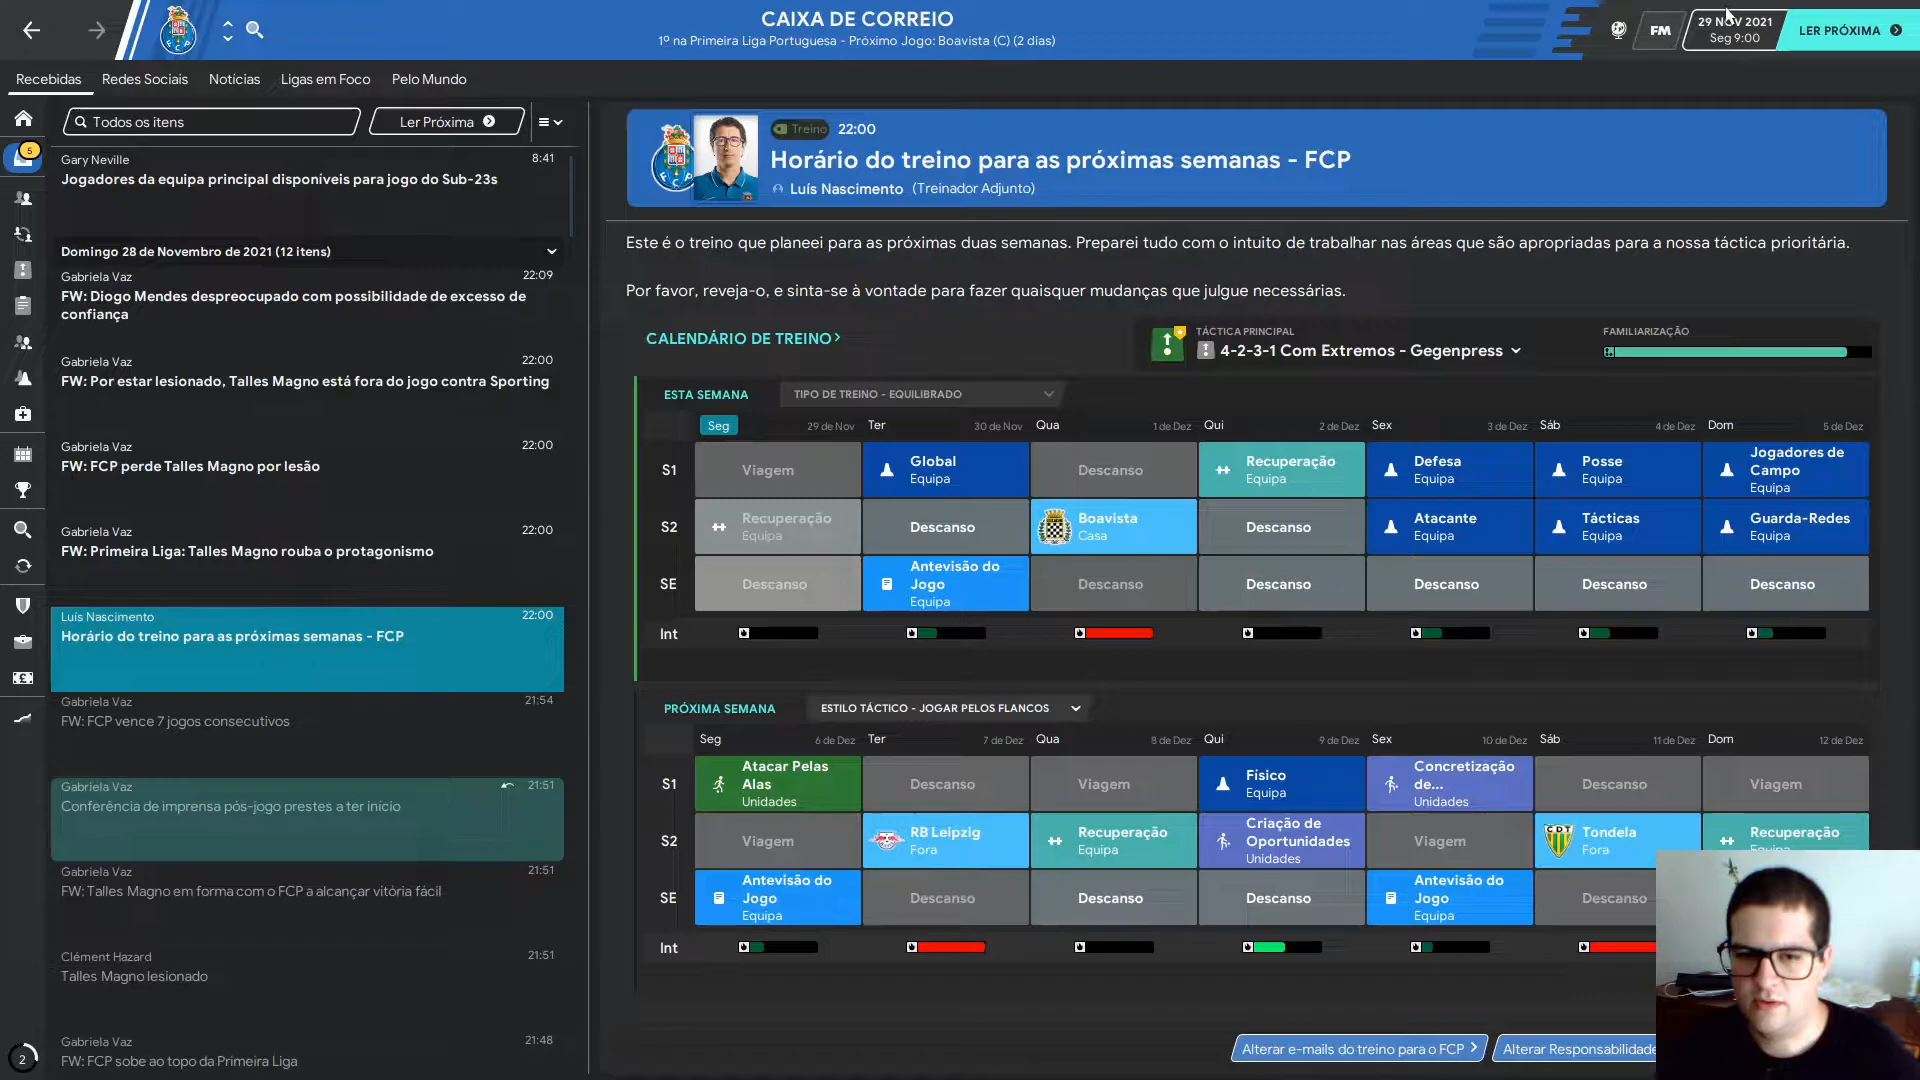 CAIXA DE CORREIO
1º na Primeira Liga Portuguesa - Próximo Jogo: Boavista (C) (2 dias)
FM
29 NOV 2021
Seg 9:00
LER PRÓXIMA
Recebidas
Redes Sociais
Notícias
Ligas em Foco
Pelo Mundo
Todos os itens
Ler Próxima
5
Gary Neville
8:41
Jogadores da equipa principal disponíveis para jogo do Sub-23s
Domingo 28 de Novembro de 2021 (12 itens)
Gabriela Vaz
22:09
FW: Diogo Mendes despreocupado com possibilidade de excesso de
confiança
Gabriela Vaz
22:00
FW: Por estar lesionado, Talles Magno está fora do jogo contra Sporting
Gabriela Vaz
22:00
FW: FCP perde Talles Magno por lesão
Gabriela Vaz
22:00
FW: Primeira Liga: Talles Magno rouba o protagonismo
Luís Nascimento
22:00
Horário do treino para as próximas semanas - FCP
Gabriela Vaz
21:54
FW: FCP vence 7 jogos consecutivos
Gabriela Vaz
21:51
Conferência de imprensa pós-jogo prestes a ter início
Gabriela Vaz
21:51
FW: Talles Magno em forma com o FCP a alcançar vitória fácil
Clément Hazard
21:51
Talles Magno lesionado
Gabriela Vaz
21:48
FW: FCP sobe ao topo da Primeira Liga
2
Treino
22:00
Horário do treino para as próximas semanas - FCP
Luís Nascimento (Treinador Adjunto)
Este é o treino que planeei para as próximas duas semanas. Preparei tudo com o intuito de trabalhar nas áreas que são apropriadas para a nossa táctica prioritária.
Por favor, reveja-o, e sinta-se à vontade para fazer quaisquer mudanças que julgue necessárias.
CALENDÁRIO DE TREINO
TÁCTICA PRINCIPAL
4-2-3-1 Com Extremos - Gegenpress
FAMILIARIZAÇÃO
ESTA SEMANA
TIPO DE TREINO - EQUILIBRADO
Seg 29 de Nov Ter 30 de Nov Qua 1 de Dez Qui 2 de Dez Sex 3 de Dez Sáb 4 de Dez Dom 5 de Dez
S1
Viagem
Global
Equipa
Descanso
Recuperação
Equipa
Defesa
Equipa
Posse
Equipa
Jogadores de
Campo
Equipa
S2
Recuperação
Equipa
Descanso
Boavista
Casa
Descanso
Atacante
Equipa
Tácticas
Equipa
Guarda-Redes
Equipa
SE
Descanso
Antevisão do
Jogo
Equipa
Descanso
Descanso
Descanso
Descanso
Descanso
Int
PRÓXIMA SEMANA
ESTILO TÁCTICO - JOGAR PELOS FLANCOS
Seg 6 de Dez Ter 7 de Dez Qua 8 de Dez Qui 9 de Dez Sex 10 de Dez Sáb 11 de Dez Dom 12 de Dez
S1
Atacar Pelas
Alas
Unidades
Descanso
Viagem
Físico
Equipa
Concretização
de...
Unidades
Descanso
Viagem
S2
Viagem
RB Leipzig
Fora
Recuperação
Equipa
Criação de
Oportunidades
Unidades
Viagem
Tondela
Fora
Recuperação
SE
Antevisão do
Jogo
Equipa
Descanso
Descanso
Descanso
Antevisão do
Jogo
Equipa
Descanso
Int
Alterar e-mails do treino para o FCP
Alterar Responsabilidade